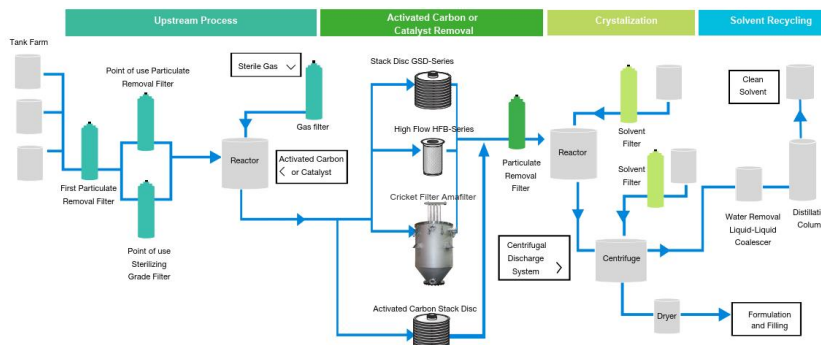 Upstream Process
Activated Carbon or
Catalyst Removal
Crystalization
Solvent Recycling
Tank Farm
Point of use Particulate
Removal Filter
Sterile Gas
Gas filter
First Particulate
Removal Filter
Point of use
Sterilizing
Grade Filter
Reactor
Activated Carbon
or Catalyst
Stack Disc GSD-Series
High Flow HFB-Series
Cricket Filter Amafilter
Activated Carbon Stack Disc
Particulate
Removal
Filter
Reactor
Solvent
Filter
Solvent
Filter
Centrifugal
Discharge
System
Centrifuge
Dryer
Formulation
and Filling
Water Removal
Liquid-Liquid
Coalescer
Clean
Solvent
Distillati
Colum